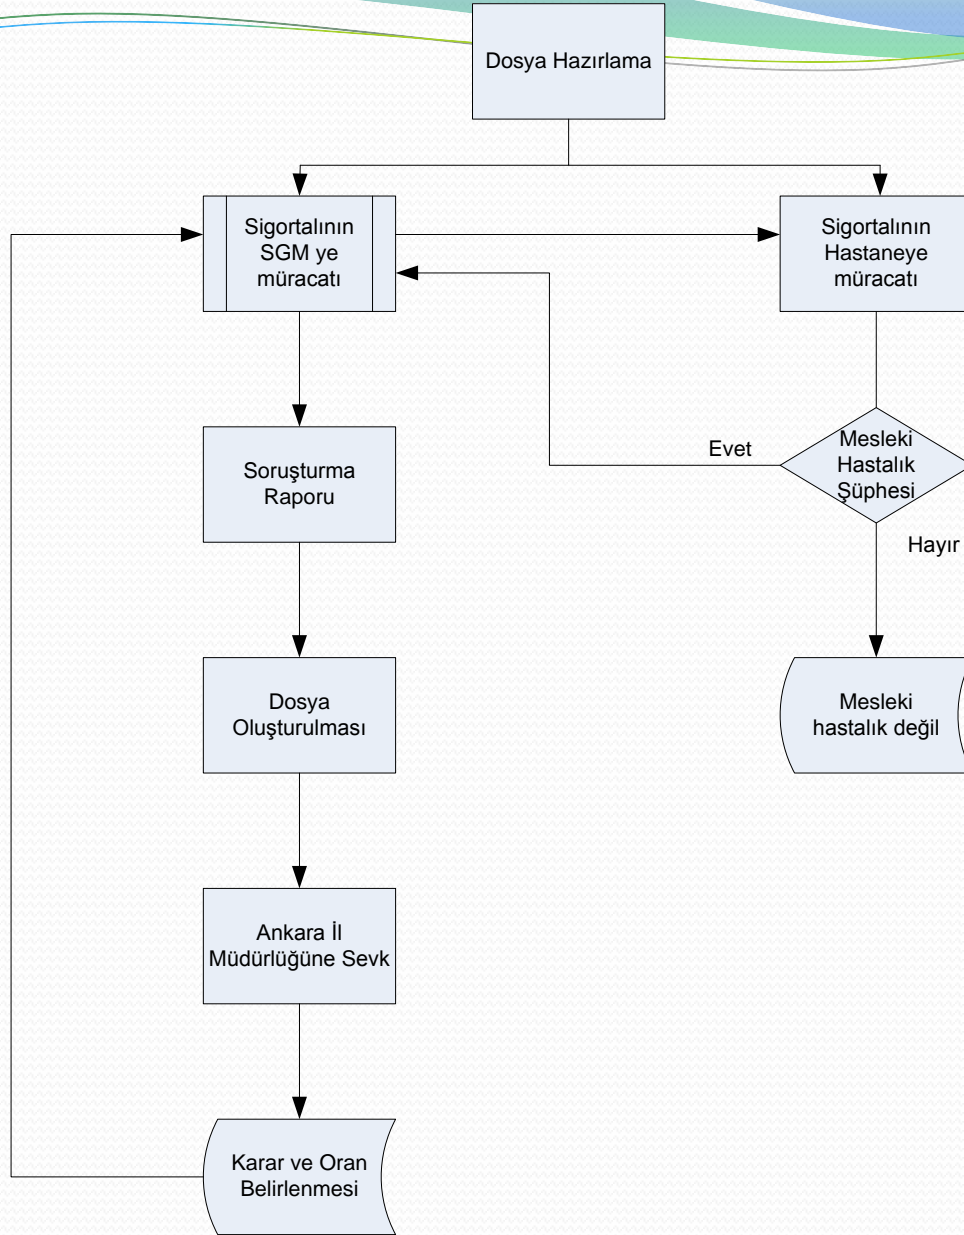 Dosya Hazırlama
Sigortalının
SGM ye
müracatı
Sigortalının
Hastaneye
müracatı
Evet
Mesleki
Hastalık
Şüphesi
Hayır
Soruşturma
Raporu
Dosya
Oluşturulması
Mesleki
hastalık değil
Ankara İl
Müdürlüğüne Sevk
Karar ve Oran
Belirlenmesi